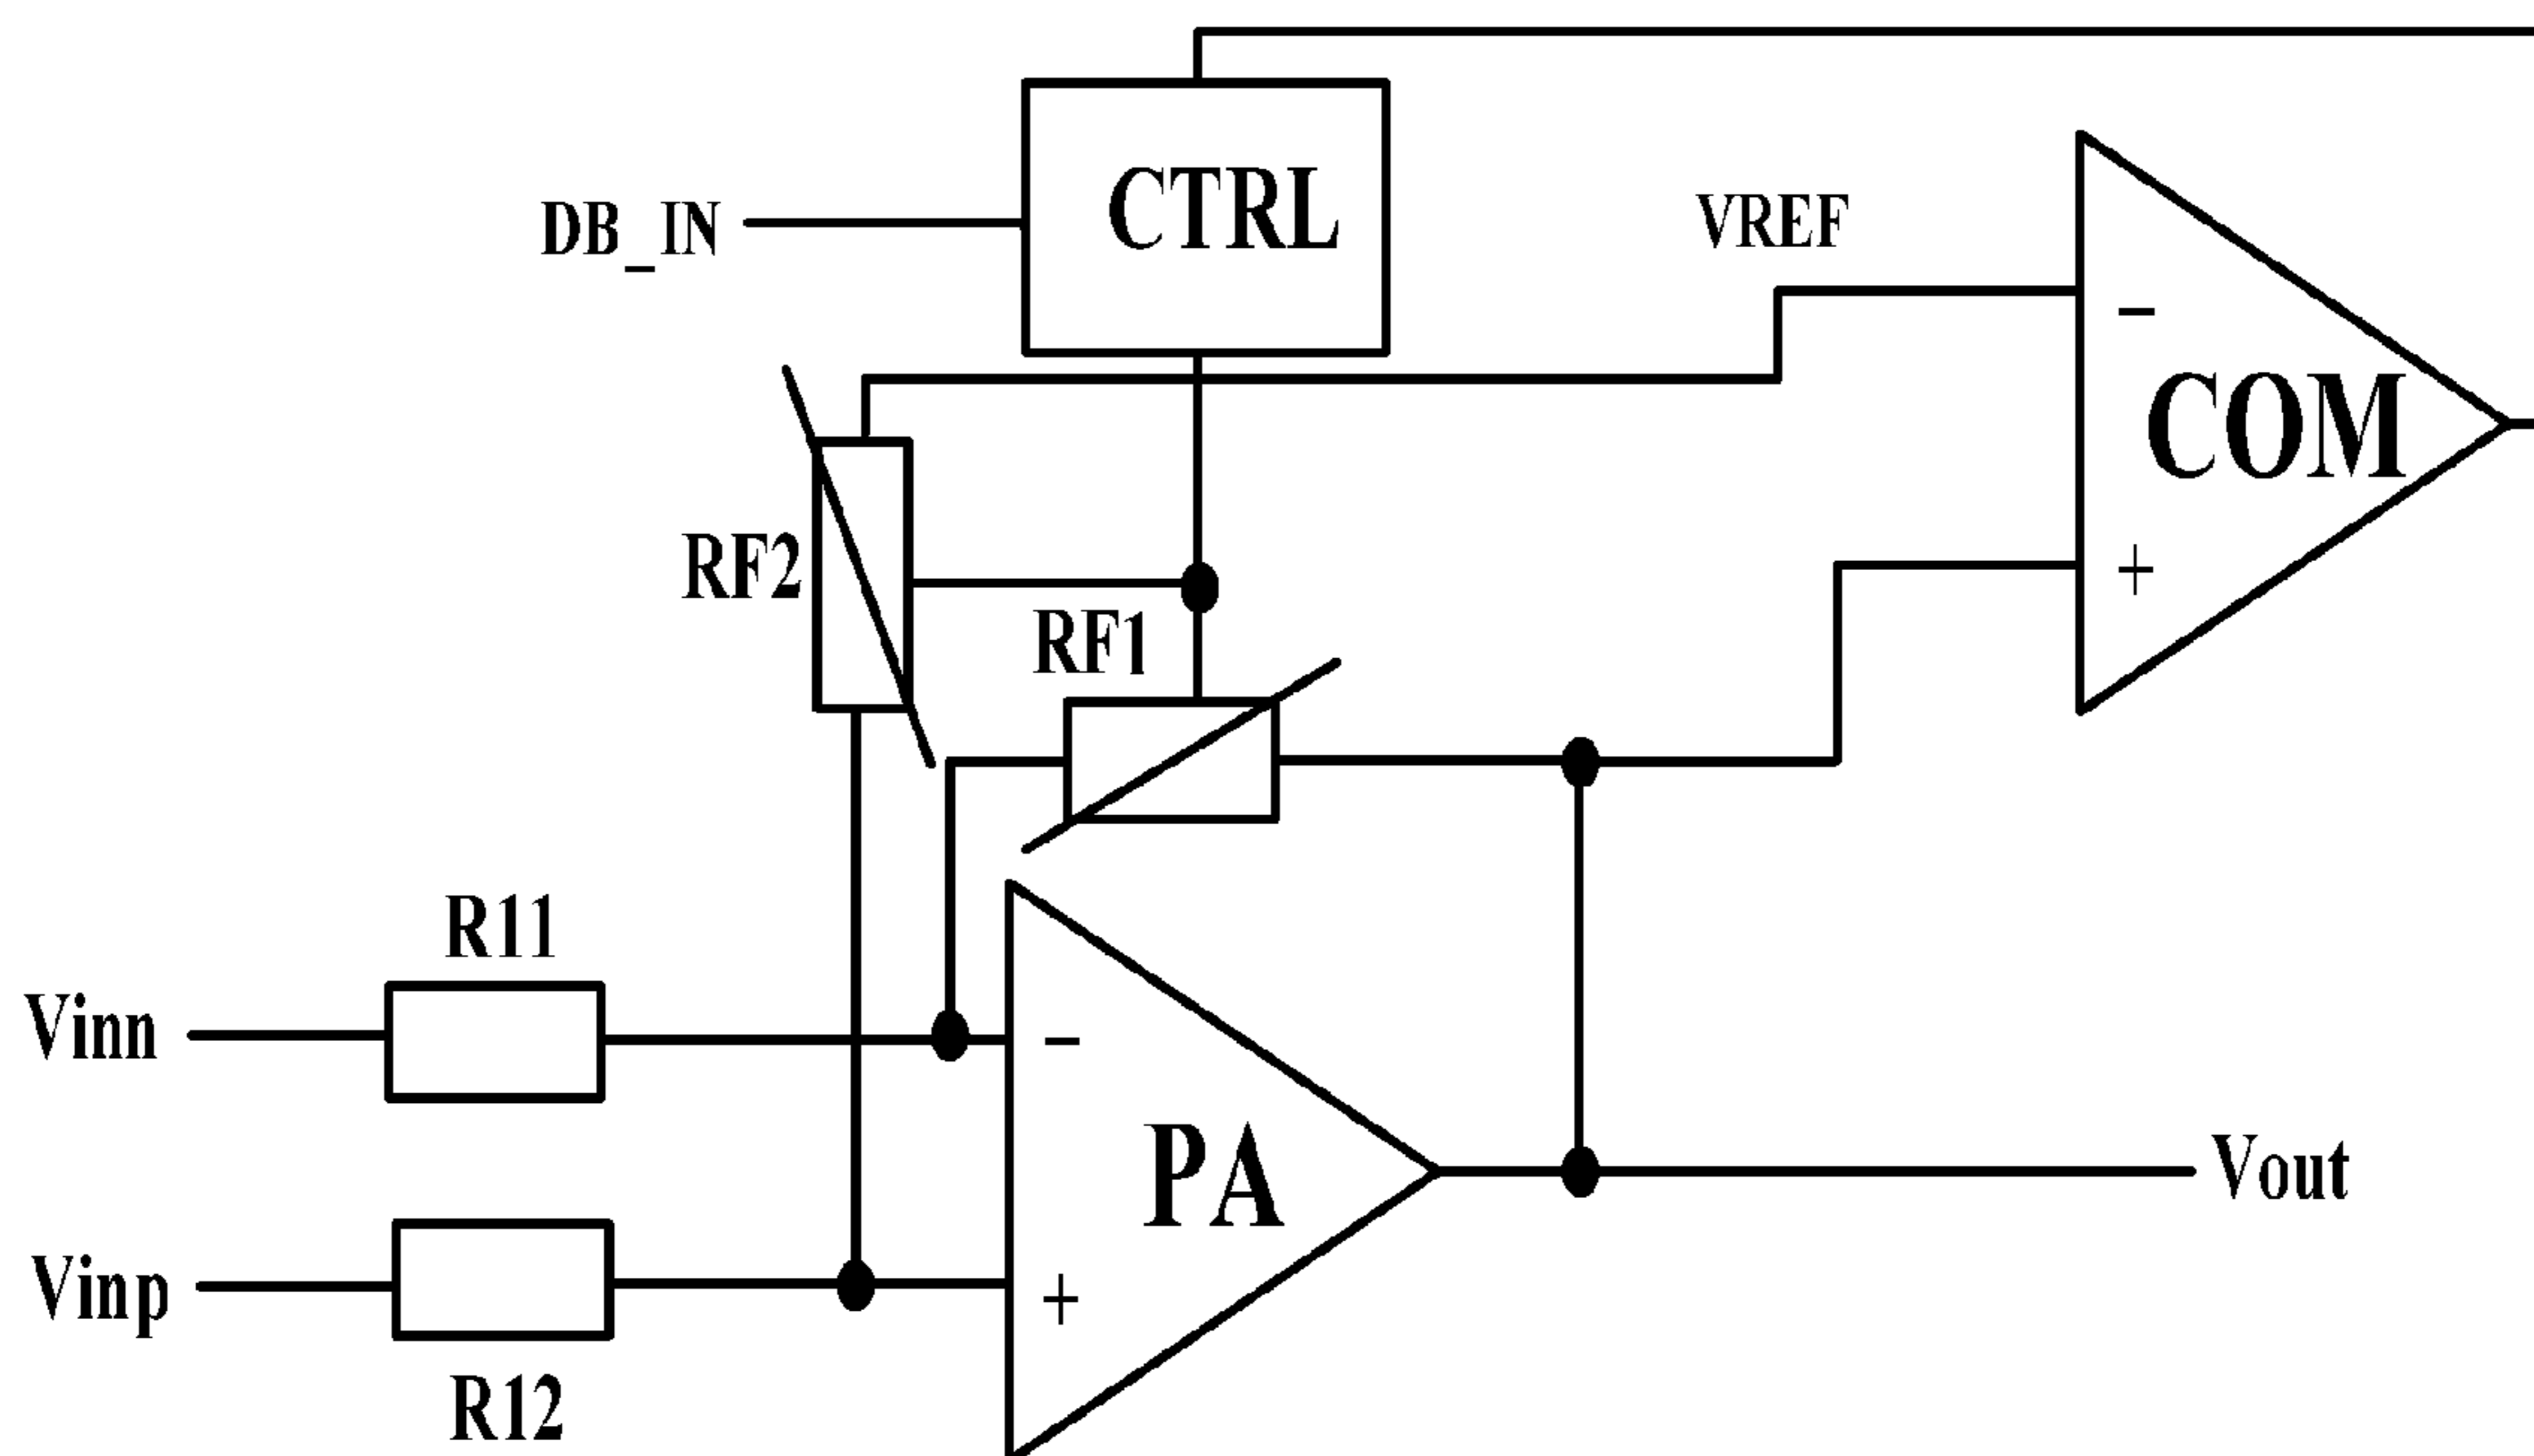 CTRL
DB_IN
VREF
−
COM
RF2
+
RF1
R11
Vinn
−
PA
Vout
Vinp
+
R12